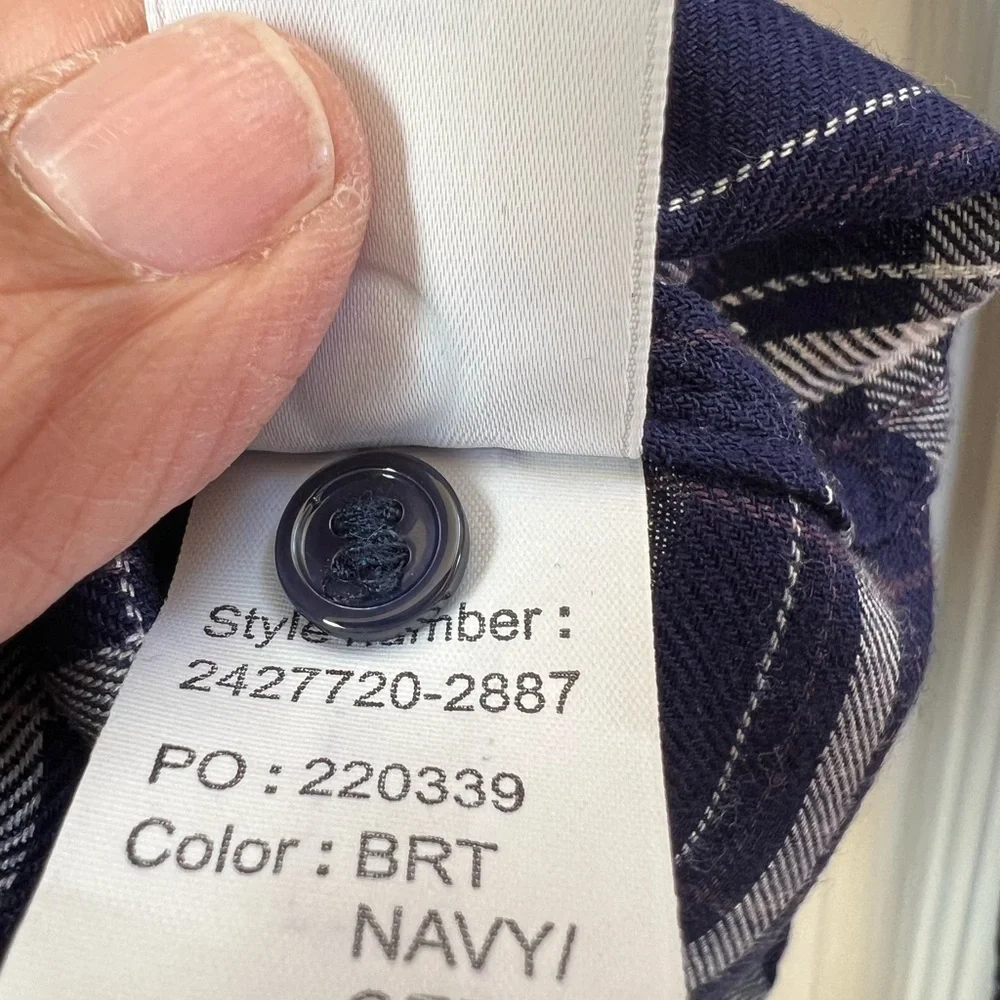 Style Number :
2427720-2887
PO : 220339
Color : BRT
NAVY/